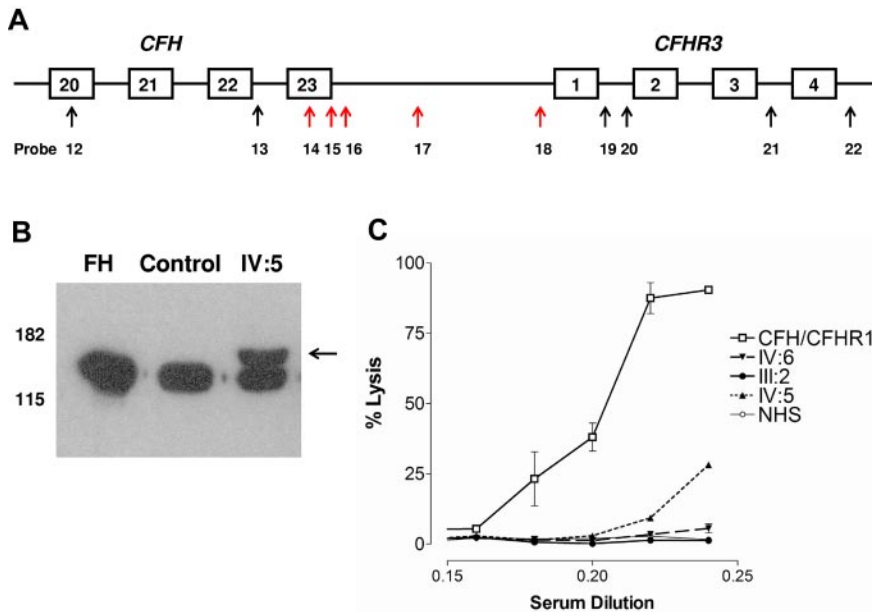 A
CFH
CFHR3
20 21 22 23 1 2 3 4
Probe 12 13 14 15 16 17 18 19 20 21 22
B
FH Control IV:5
182
115
C
100
75
50
25
0
% Lysis
0.15 0.20 0.25
Serum Dilution
CFH/CFHR1
IV:6
III:2
IV:5
NHS